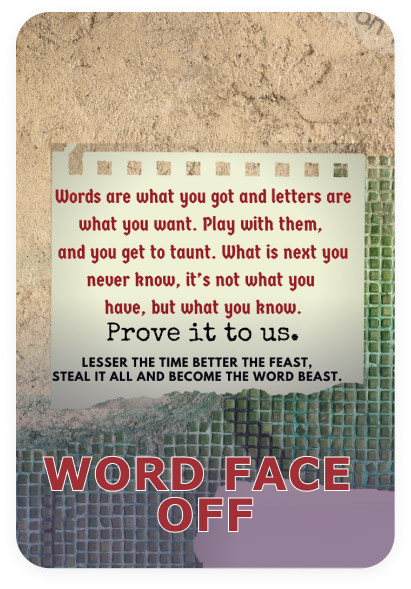 on
Words are what you got and letters are
what you want. Play with them,
and you get to taunt. What is next you
never know, it's not what you
have, but what you know.
Prove it to us.
LESSER THE TIME BETTER THE FEAST,
STEAL IT ALL AND BECOME THE WORD BEAST.
WORD FACE
OFF